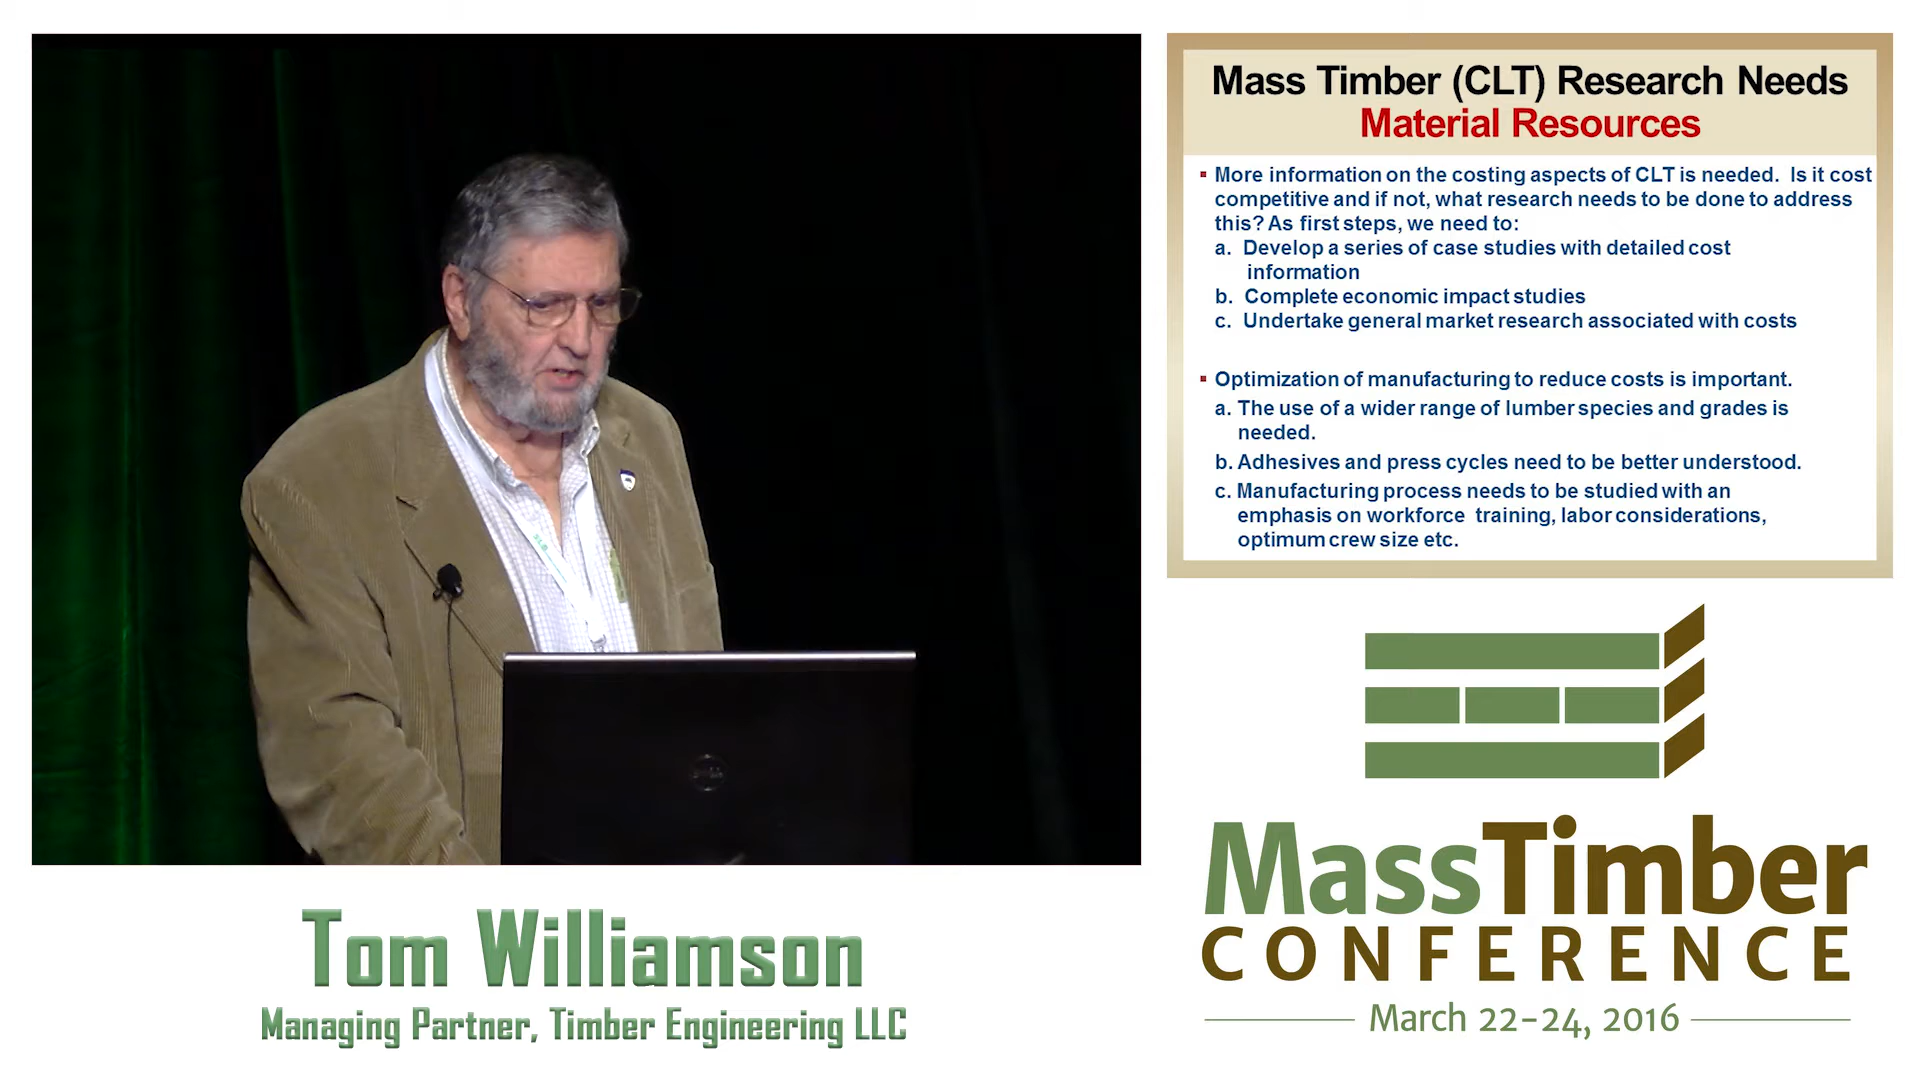 Mass Timber (CLT) Research Needs
Material Resources
▪ More information on the costing aspects of CLT is needed. Is it cost
competitive and if not, what research needs to be done to address
this? As first steps, we need to:
a. Develop a series of case studies with detailed cost
information
b. Complete economic impact studies
c. Undertake general market research associated with costs
▪ Optimization of manufacturing to reduce costs is important.
a. The use of a wider range of lumber species and grades is
needed.
b. Adhesives and press cycles need to be better understood.
c. Manufacturing process needs to be studied with an
emphasis on workforce training, labor considerations,
optimum crew size etc.
SLB
DELL
Tom Williamson
Managing Partner, Timber Engineering LLC
MassTimber
CONFERENCE
March 22-24, 2016